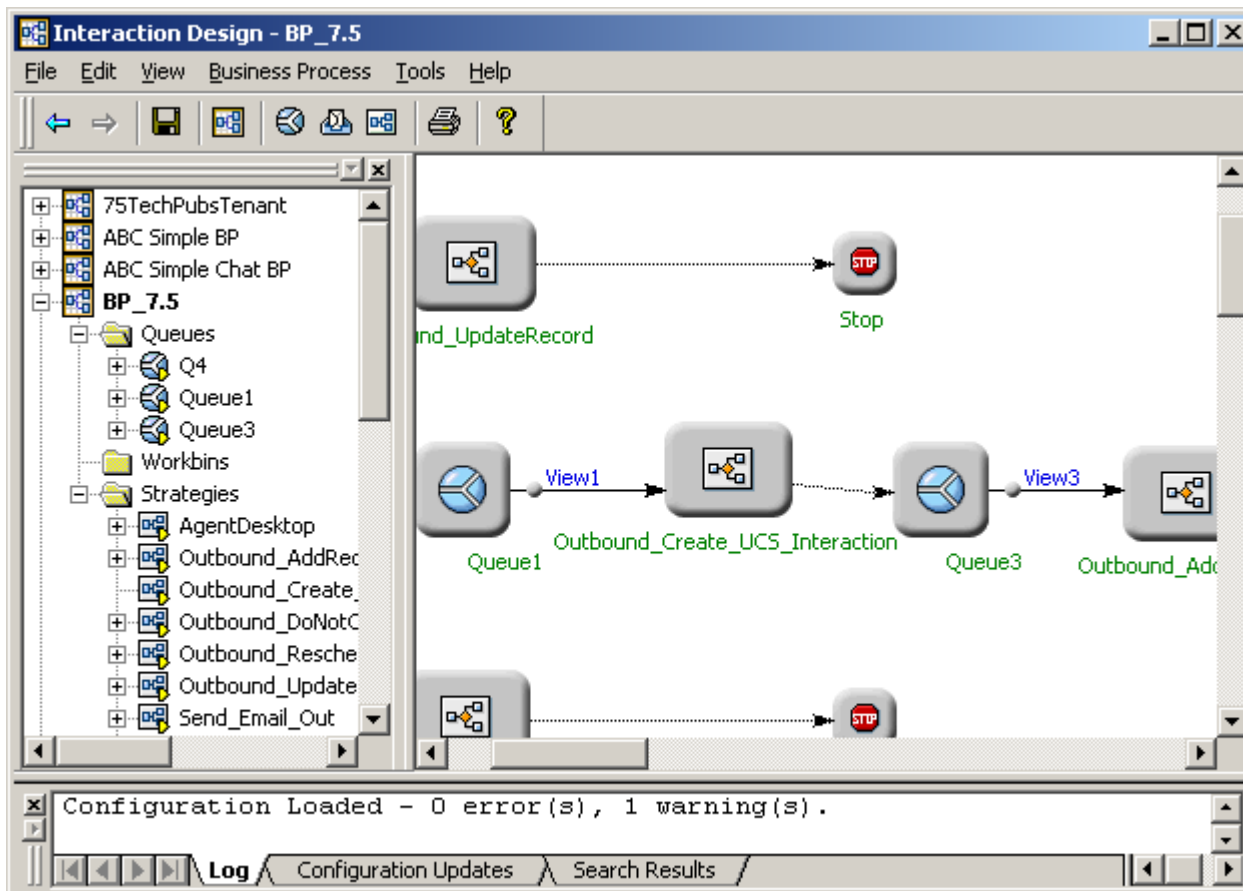 Interaction Design - BP_7.5
File Edit View Business Process Tools Help
75TechPubsTenant
ABC Simple BP
ABC Simple Chat BP
BP_7.5
Queues
Q4
Queue1
Queue3
Workbins
Strategies
AgentDesktop
Outbound_AddRec
Outbound_Create_
Outbound_DoNotC
Outbound_Resche
Outbound_Update
Send_Email_Out
STOP
und_UpdateRecord
Stop
View1
View3
Queue1
Outbound_Create_UCS_Interaction
Queue3
Outbound_Add
STOP
Configuration Loaded - 0 error(s), 1 warning(s).
Log Configuration Updates Search Results